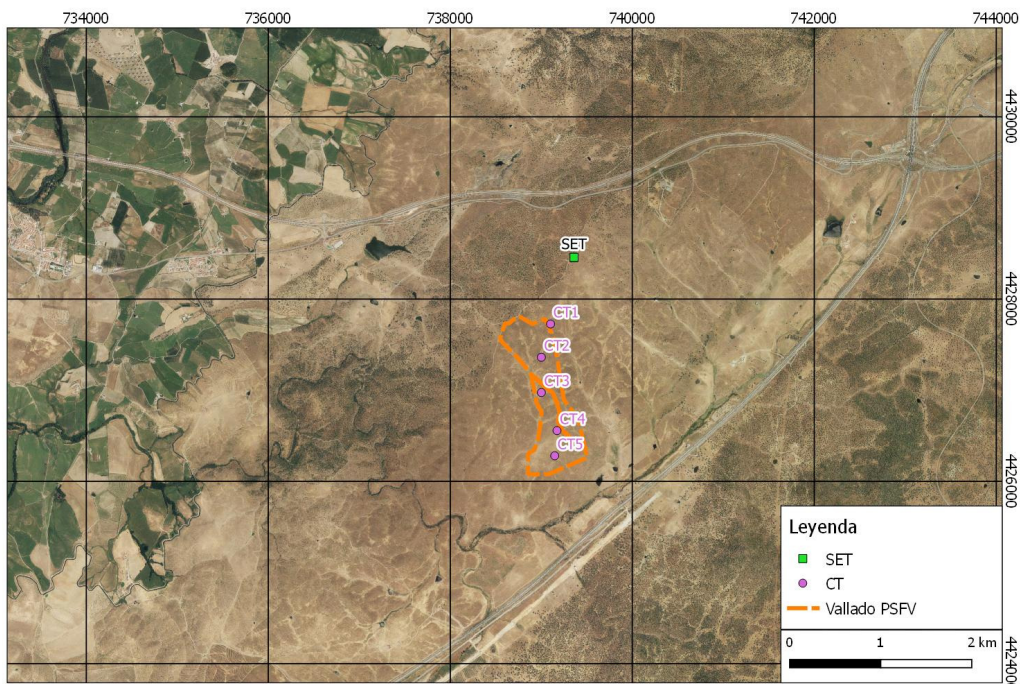 734000 736000 738000 740000 742000 744000
4430000
SET
4428000
CT1
CT2
CT3
CT4
CT5
4426000
Leyenda
SET
CT
Vallado PSFV
0 1 2 km
4424000